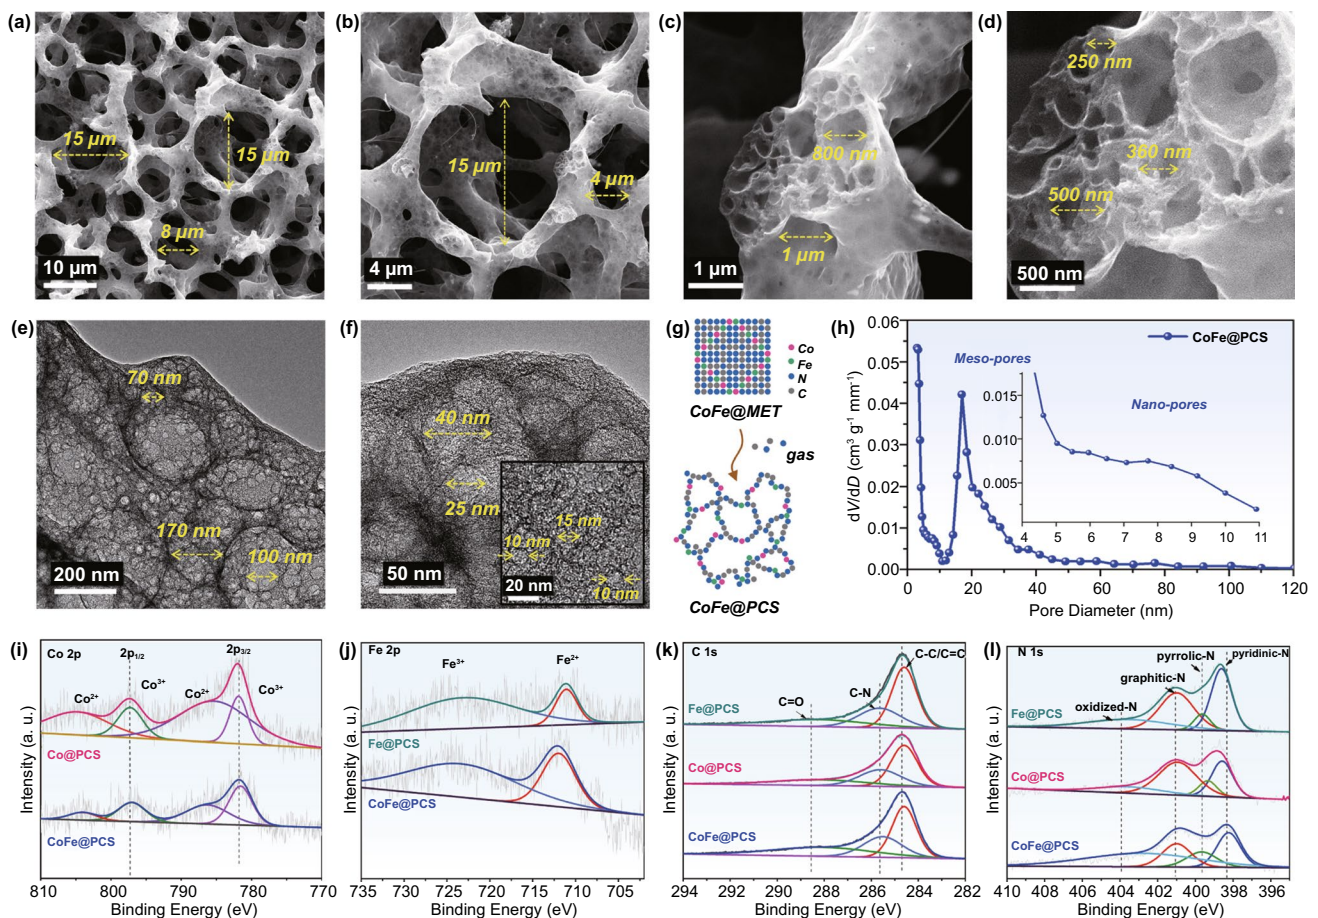 (a)
15 μm
15 μm
8 μm
10 μm
(b)
15 μm
4 μm
4 μm
(c)
800 nm
1 μm
1 μm
(d)
250 nm
360 nm
500 nm
500 nm
(e)
70 nm
170 nm
100 nm
200 nm
(f)
40 nm
25 nm
50 nm
15 nm
10 nm
20 nm
10 nm
(g)
Co
Fe
N
C
CoFe@MET
gas
CoFe@PCS
(h)
CoFe@PCS
Meso-pores
Nano-pores
0.015
0.010
0.005
4 5 6 7 8 9 10 11
dV/dD (cm³ g⁻¹ mm⁻¹)
0.06
0.05
0.04
0.03
0.02
0.01
0.00
0 20 40 60 80 100 120
Pore Diameter (nm)
(i)
Co 2p
2p1/2
2p3/2
Co²⁺
Co³⁺
Co²⁺
Co³⁺
Co@PCS
CoFe@PCS
Intensity (a. u.)
810 800 790 780 770
Binding Energy (eV)
(j)
Fe 2p
Fe³⁺
Fe²⁺
Fe@PCS
CoFe@PCS
Intensity (a. u.)
735 730 725 720 715 710 705
Binding Energy (eV)
(k)
C 1s
C-C/C=C
C-N
C=O
Fe@PCS
Co@PCS
CoFe@PCS
Intensity (a. u.)
294 292 290 288 286 284 282
Binding Energy (eV)
(l)
N 1s
pyrrolic-N
pyridinic-N
graphitic-N
oxidized-N
Fe@PCS
Co@PCS
CoFe@PCS
Intensity (a. u.)
410 408 406 404 402 400 398 396
Binding Energy (eV)